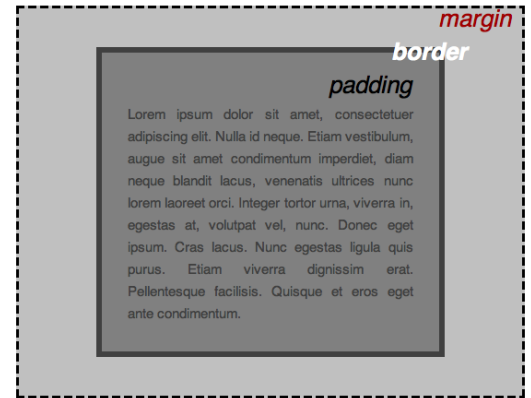 margin
border
padding
Lorem ipsum dolor sit amet, consectetuer
adipiscing elit. Nulla id neque. Etiam vestibulum,
augue sit amet condimentum imperdiet, diam
neque blandit lacus, venenatis ultrices nunc
lorem laoreet orci. Integer tortor urna, viverra in,
egestas at, volutpat vel, nunc. Donec eget
ipsum. Cras lacus. Nunc egestas ligula quis
purus. Etiam viverra dignissim erat.
Pellentesque facilisis. Quisque et eros eget
ante condimentum.